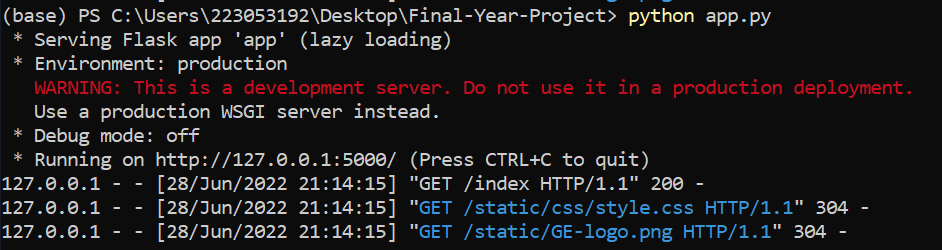 (base) PS C:\Users\223053192\Desktop\Final-Year-Project> python app.py
 * Serving Flask app 'app' (lazy loading)
 * Environment: production
   WARNING: This is a development server. Do not use it in a production deployment.
   Use a production WSGI server instead.
 * Debug mode: off
 * Running on http://127.0.0.1:5000/ (Press CTRL+C to quit)
127.0.0.1 - - [28/Jun/2022 21:14:15] "GET /index HTTP/1.1" 200 -
127.0.0.1 - - [28/Jun/2022 21:14:15] "GET /static/css/style.css HTTP/1.1" 304 -
127.0.0.1 - - [28/Jun/2022 21:14:15] "GET /static/GE-logo.png HTTP/1.1" 304 -